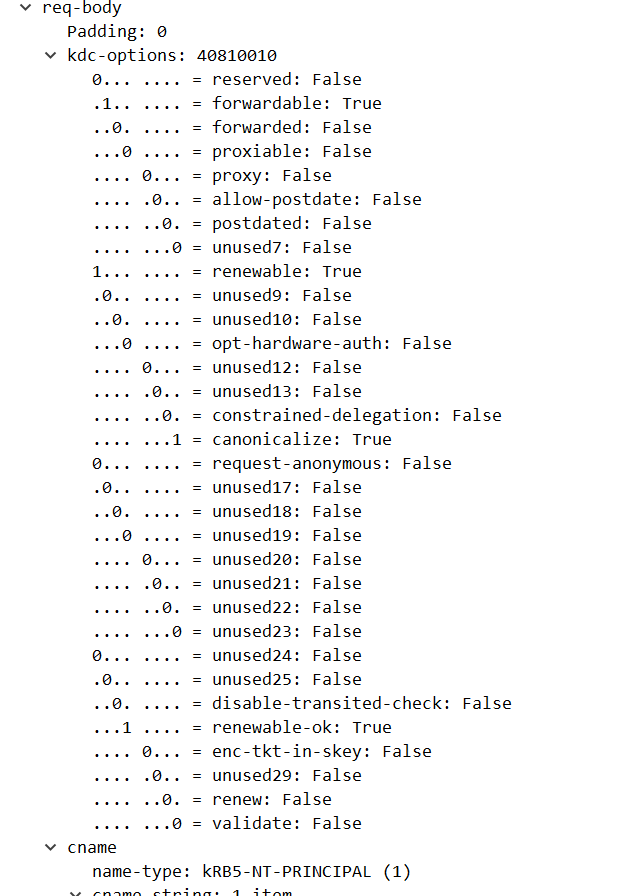 req-body
Padding: 0
kdc-options: 40810010
0... .... = reserved: False
.1.. .... = forwardable: True
..0. .... = forwarded: False
...0 .... = proxiable: False
.... 0... = proxy: False
.... .0.. = allow-postdate: False
.... ..0. = postdated: False
.... ...0 = unused7: False
1... .... = renewable: True
.0.. .... = unused9: False
..0. .... = unused10: False
...0 .... = opt-hardware-auth: False
.... 0... = unused12: False
.... .0.. = unused13: False
.... ..0. = constrained-delegation: False
.... ...1 = canonicalize: True
0... .... = request-anonymous: False
.0.. .... = unused17: False
..0. .... = unused18: False
...0 .... = unused19: False
.... 0... = unused20: False
.... .0.. = unused21: False
.... ..0. = unused22: False
.... ...0 = unused23: False
0... .... = unused24: False
.0.. .... = unused25: False
..0. .... = disable-transited-check: False
...1 .... = renewable-ok: True
.... 0... = enc-tkt-in-skey: False
.... .0.. = unused29: False
.... ..0. = renew: False
.... ...0 = validate: False
cname
name-type: kRB5-NT-PRINCIPAL (1)
cname-string: 1 item